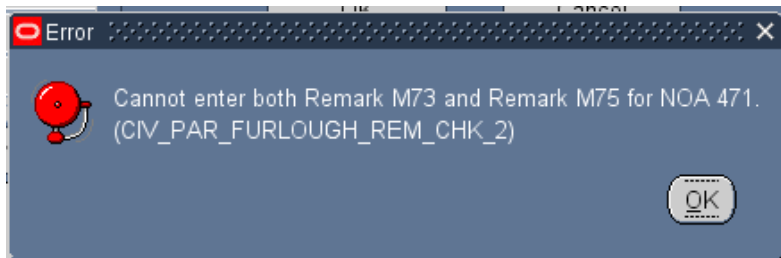 Error
Cannot enter both Remark M73 and Remark M75 for NOA 471.
(CIV_PAR_FURLOUGH_REM_CHK_2)
OK